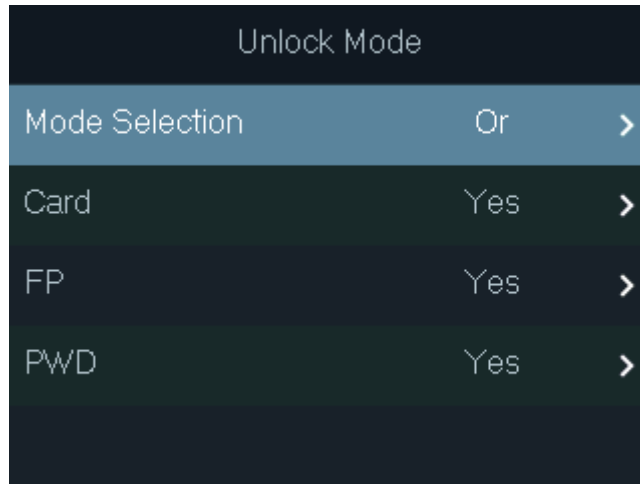 Unlock Mode
Mode Selection Or
Card Yes
FP Yes
PWD Yes